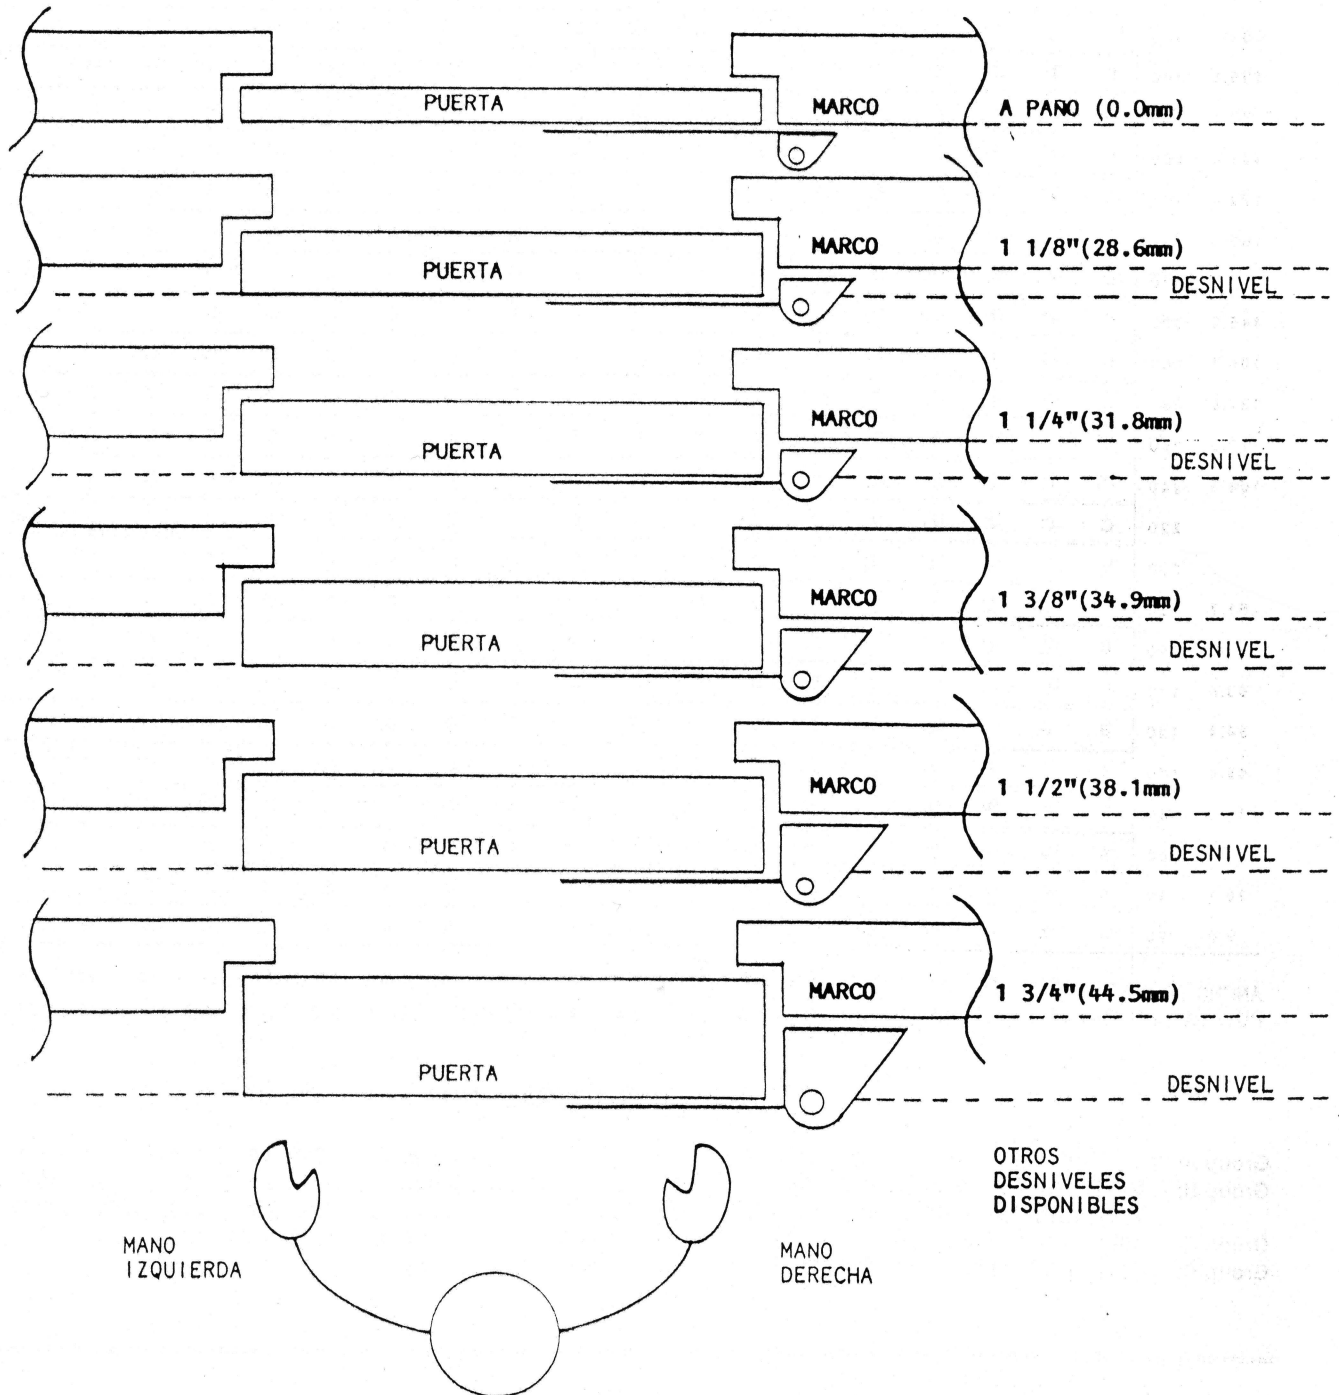 PUERTA MARCO A PAÑO (0.0mm)
MARCO 1 1/8"(28.6mm)
PUERTA DESNIVEL
MARCO 1 1/4"(31.8mm)
PUERTA DESNIVEL
MARCO 1 3/8"(34.9mm)
PUERTA DESNIVEL
MARCO 1 1/2"(38.1mm)
PUERTA DESNIVEL
MARCO 1 3/4"(44.5mm)
PUERTA DESNIVEL
OTROS
DESNIVELES
DISPONIBLES
MANO
IZQUIERDA
MANO
DERECHA